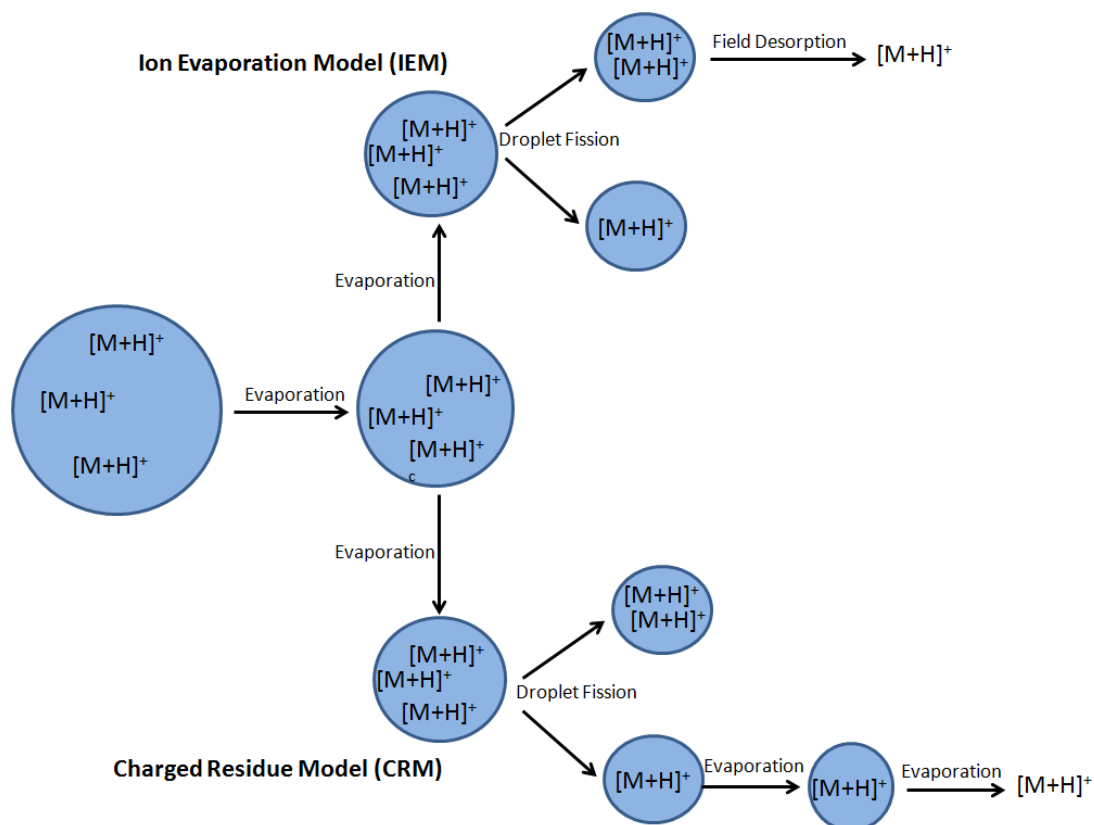 Ion Evaporation Model (IEM)
[M+H]⁺
[M+H]⁺
Field Desorption
[M+H]⁺
[M+H]⁺
[M+H]⁺
[M+H]⁺
Droplet Fission
[M+H]⁺
Evaporation
[M+H]⁺
[M+H]⁺
[M+H]⁺
Evaporation
[M+H]⁺
[M+H]⁺
[M+H]⁺
c
Evaporation
[M+H]⁺
[M+H]⁺
[M+H]⁺
[M+H]⁺
[M+H]⁺
Droplet Fission
Charged Residue Model (CRM)
[M+H]⁺
Evaporation
[M+H]⁺
Evaporation
[M+H]⁺